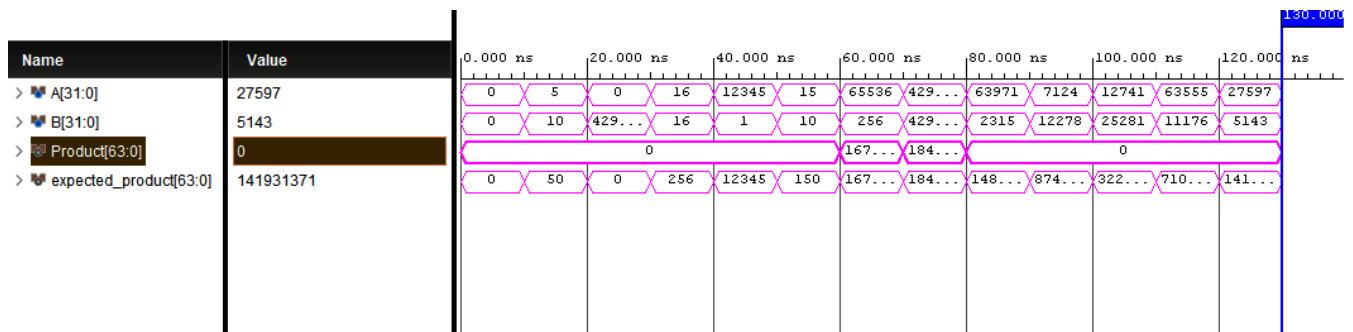 130.000
Name Value 0.000 ns 20.000 ns 40.000 ns 60.000 ns 80.000 ns 100.000 ns 120.000 ns
> A[31:0] 27597 0 5 0 16 12345 15 65536 429... 63971 7124 12741 63555 27597
> B[31:0] 5143 0 10 429... 16 1 10 256 429... 2315 12278 25281 11176 5143
> Product[63:0] 0 0 167... 184... 0
> expected_product[63:0] 141931371 0 50 0 256 12345 150 167... 184... 148... 874... 322... 710... 141...